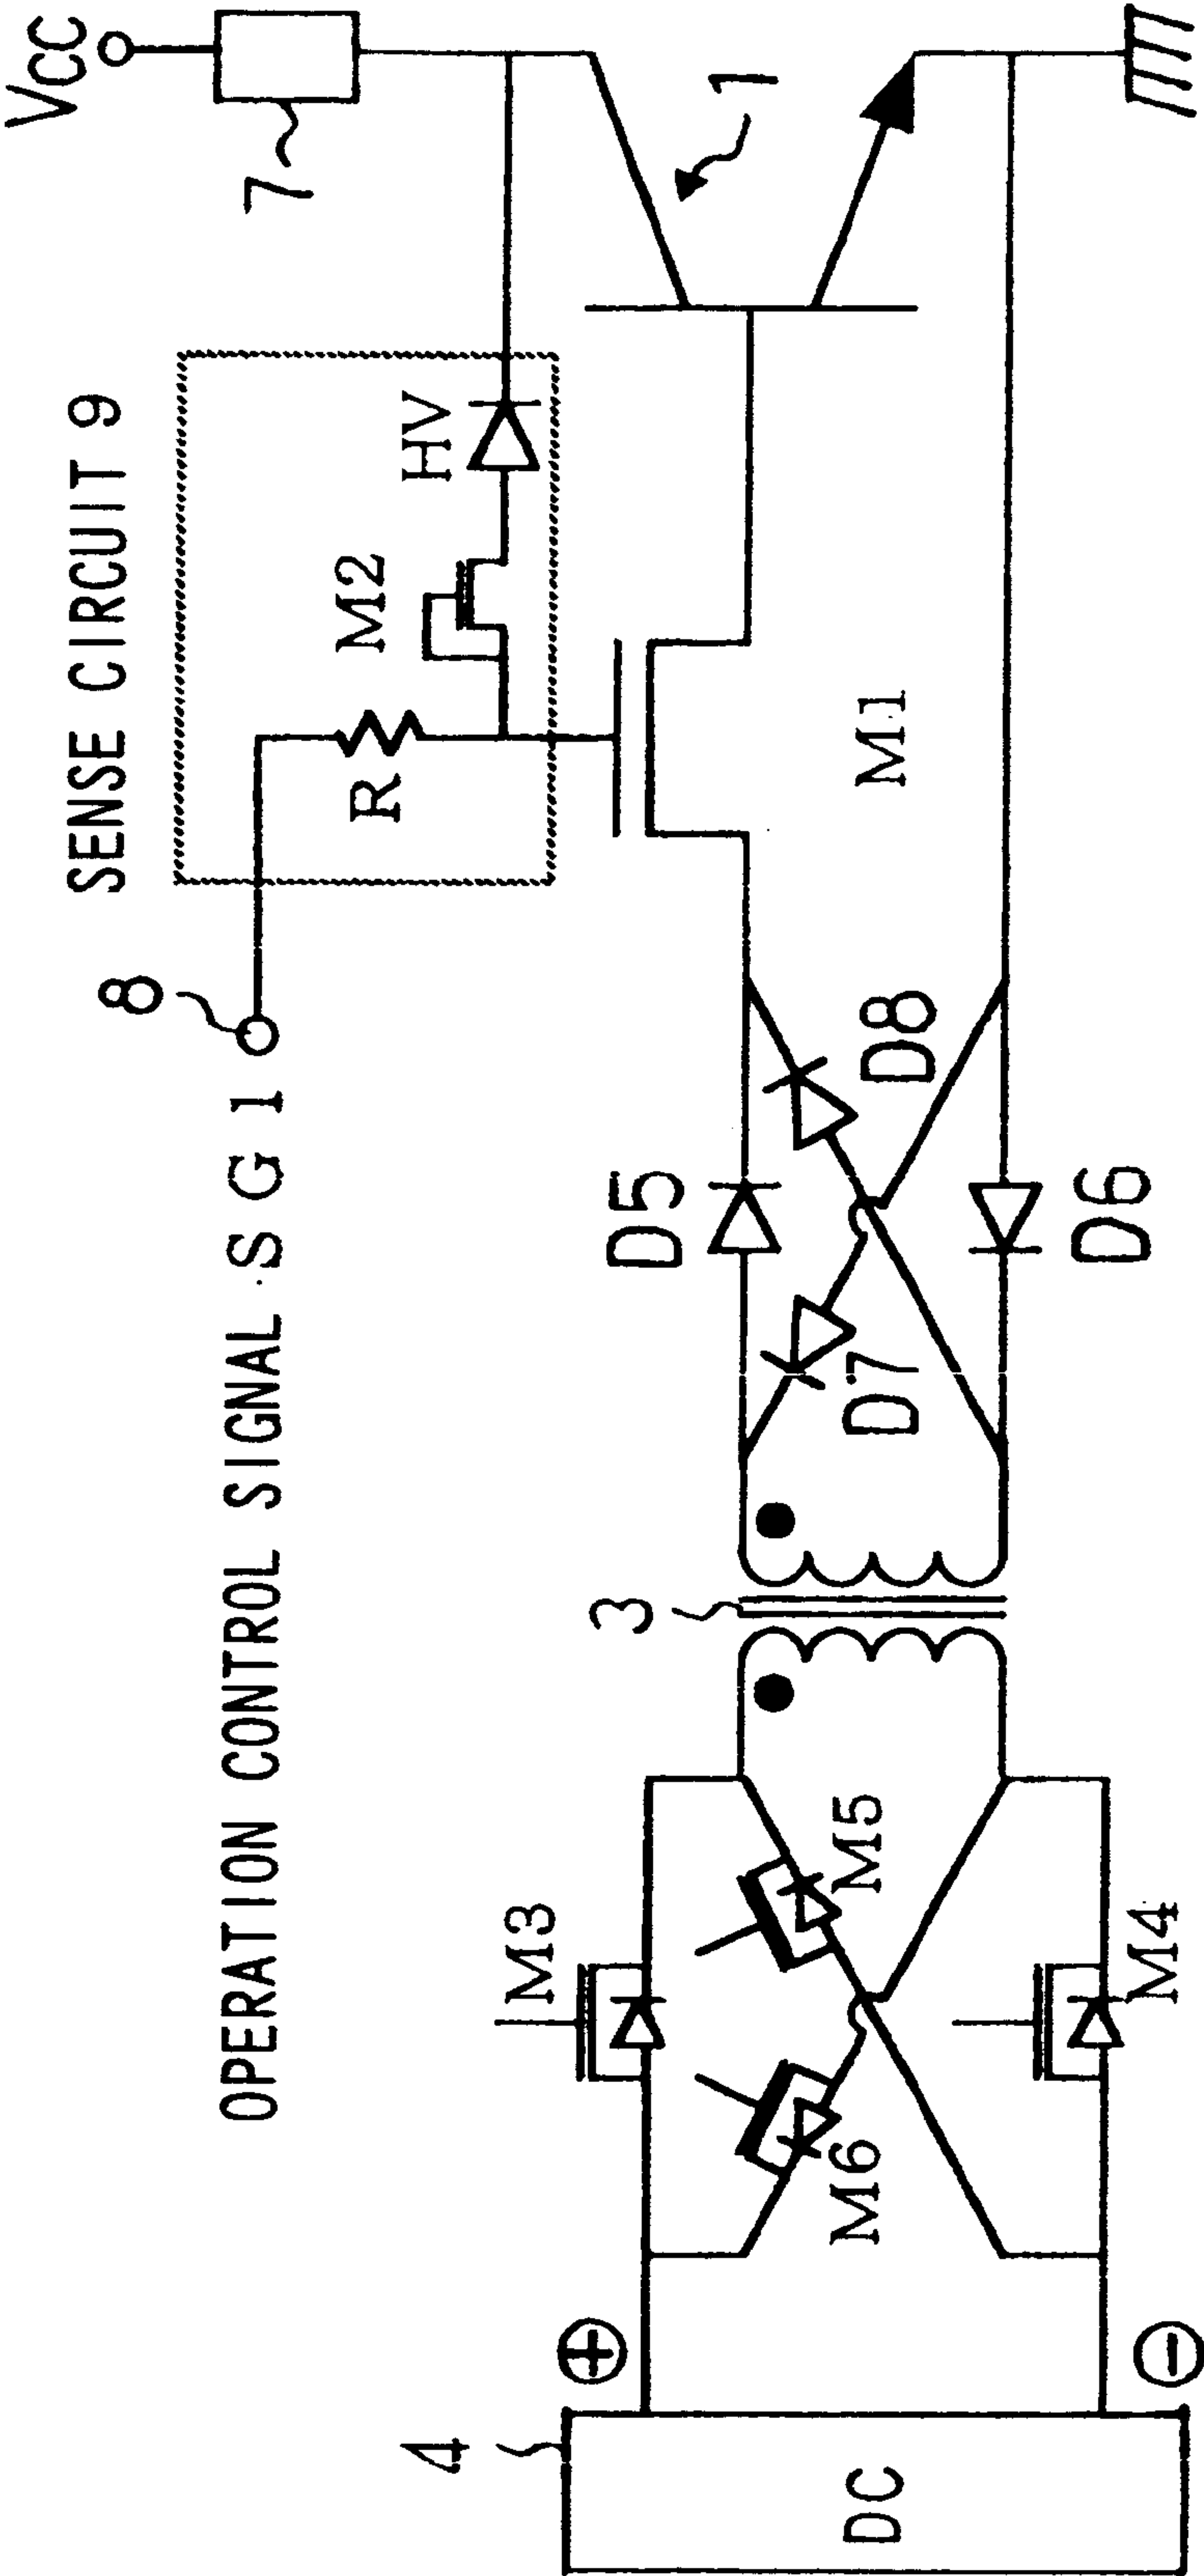 SENSE CIRCUIT 9
VCC
7
8
OPERATION CONTROL SIGNAL SG1
R
M2
HV
1
M1
4
DC
+
−
M3
M4
M5
M6
3
D5
D6
D7
D8